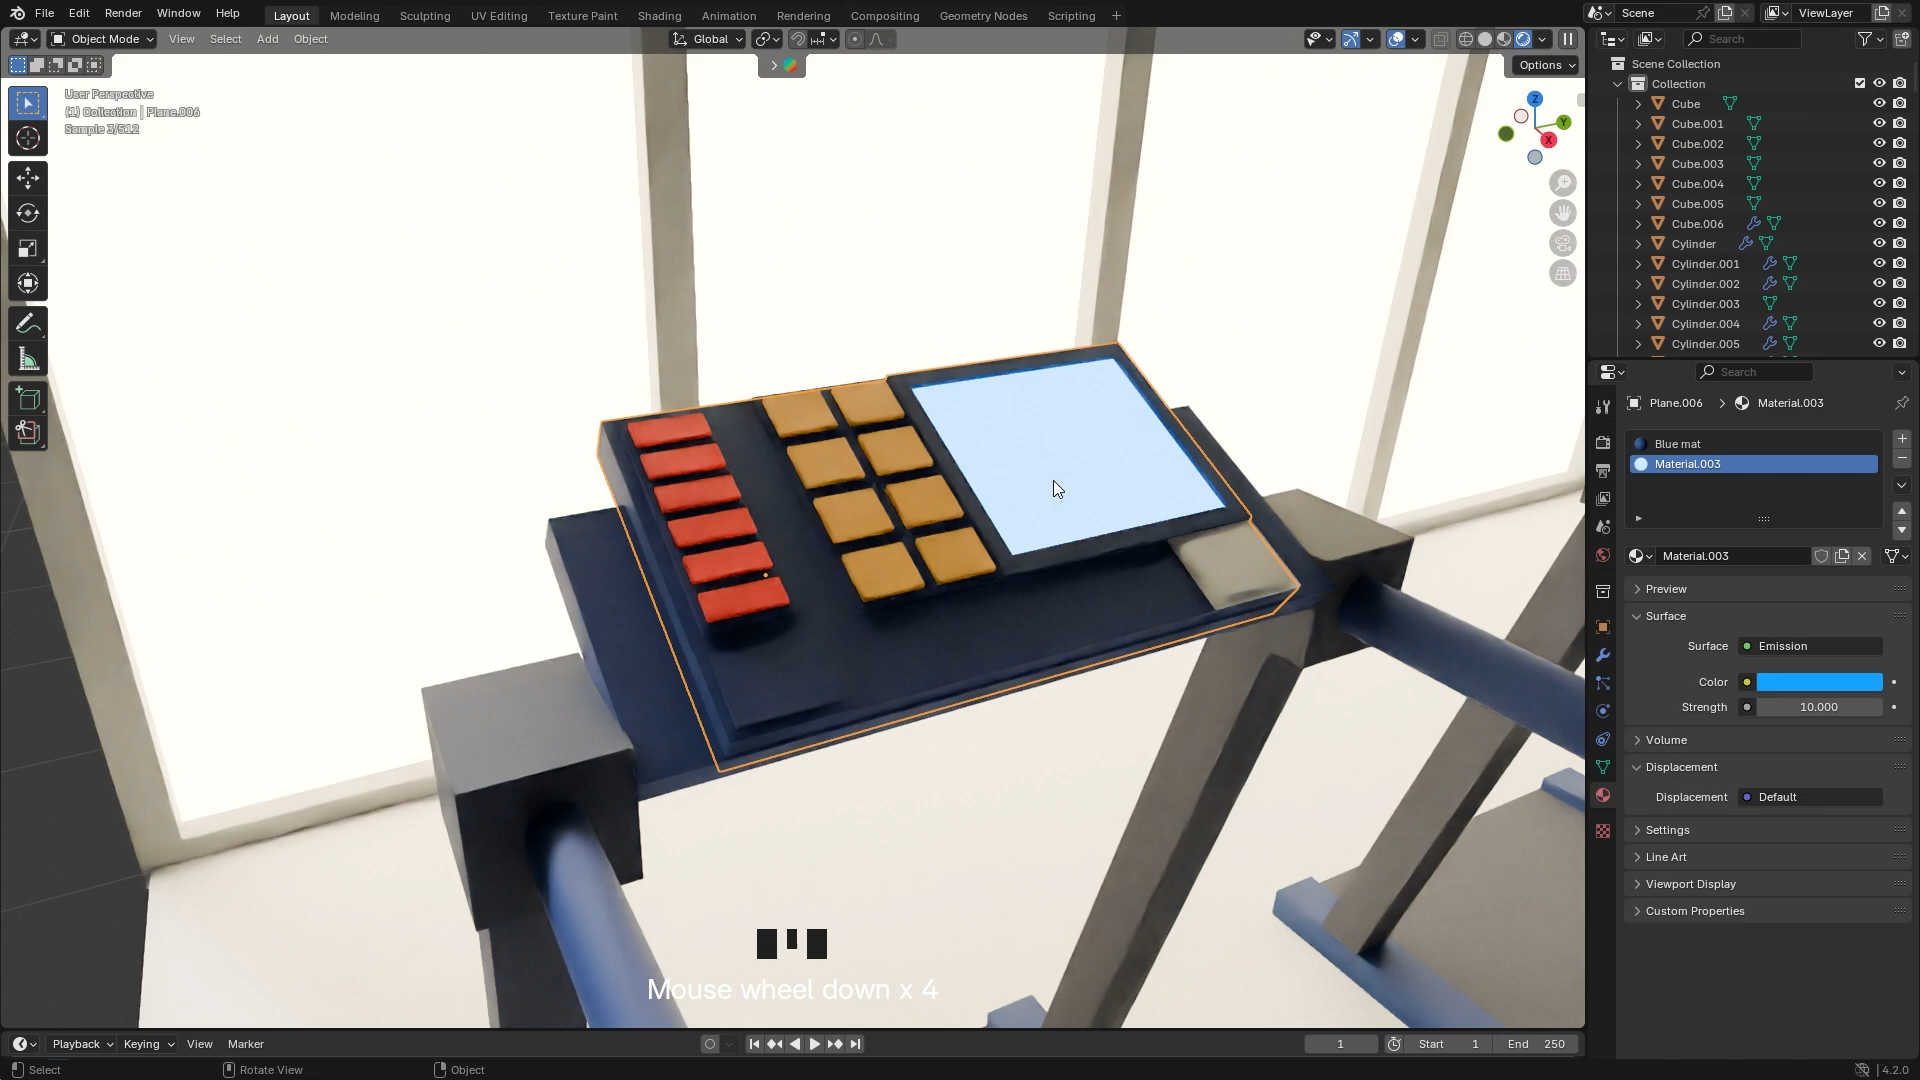 File Edit Render Window Help Layout Modeling Sculpting UV Editing Texture Paint Shading Animation Rendering Compositing Geometry Nodes Scripting + Scene ViewLayer
Object Mode View Select Add Object Global Search
Options
User Perspective
(1) Collection | Plane.006
Sample 3/512
Z
Y
X
Scene Collection
Collection
Cube
Cube.001
Cube.002
Cube.003
Cube.004
Cube.005
Cube.006
Cylinder
Cylinder.001
Cylinder.002
Cylinder.003
Cylinder.004
Cylinder.005
Search
Plane.006 > Material.003
Blue mat
Material.003
Material.003
Preview
Surface
Surface Emission
Color
Strength 10.000
Volume
Displacement
Displacement Default
Settings
Line Art
Viewport Display
Custom Properties
Mouse wheel down x 4
Playback Keying View Marker 1 Start 1 End 250
Select Rotate View Object 4.2.0